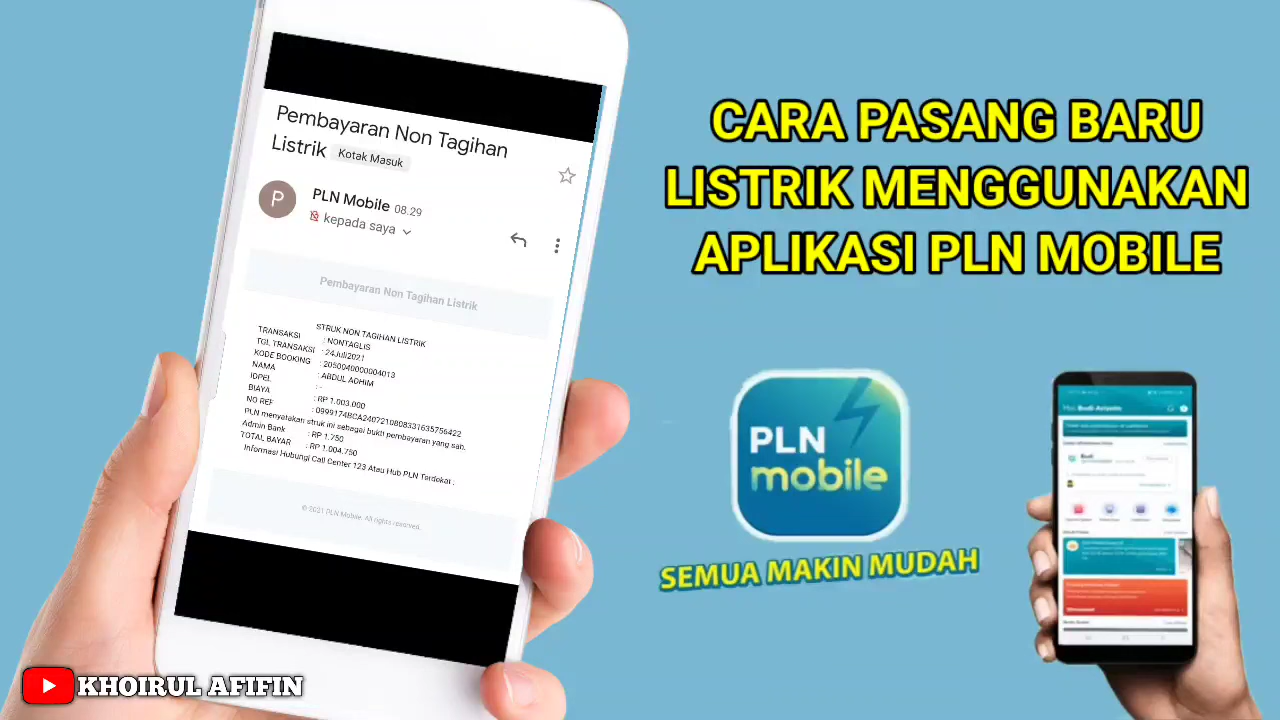 Pembayaran Non Tagihan
Listrik Kotak Masuk
P
PLN Mobile 08.29
kepada saya
Pembayaran Non Tagihan Listrik
STRUK NON TAGIHAN LISTRIK
TRANSAKSI : NONTAGLIS
TGL TRANSAKSI : 24Juli2021
KODE BOOKING : 2050040000004013
NAMA : ABDUL ADHIM
IDPEL : -
BIAYA : RP 1.003.000
NO REF : 0999174BCA2407210808331635756422
PLN menyatakan struk ini sebagai bukti pembayaran yang sah.
Admin Bank : RP 1.750
TOTAL BAYAR : RP 1.004.750
Informasi Hubungi Call Center 123 Atau Hub PLN Terdekat .
© 2021 PLN Mobile. All rights reserved.
CARA PASANG BARU
LISTRIK MENGGUNAKAN
APLIKASI PLN MOBILE
PLN
mobile
SEMUA MAKIN MUDAH
KHOIRUL AFIFIN